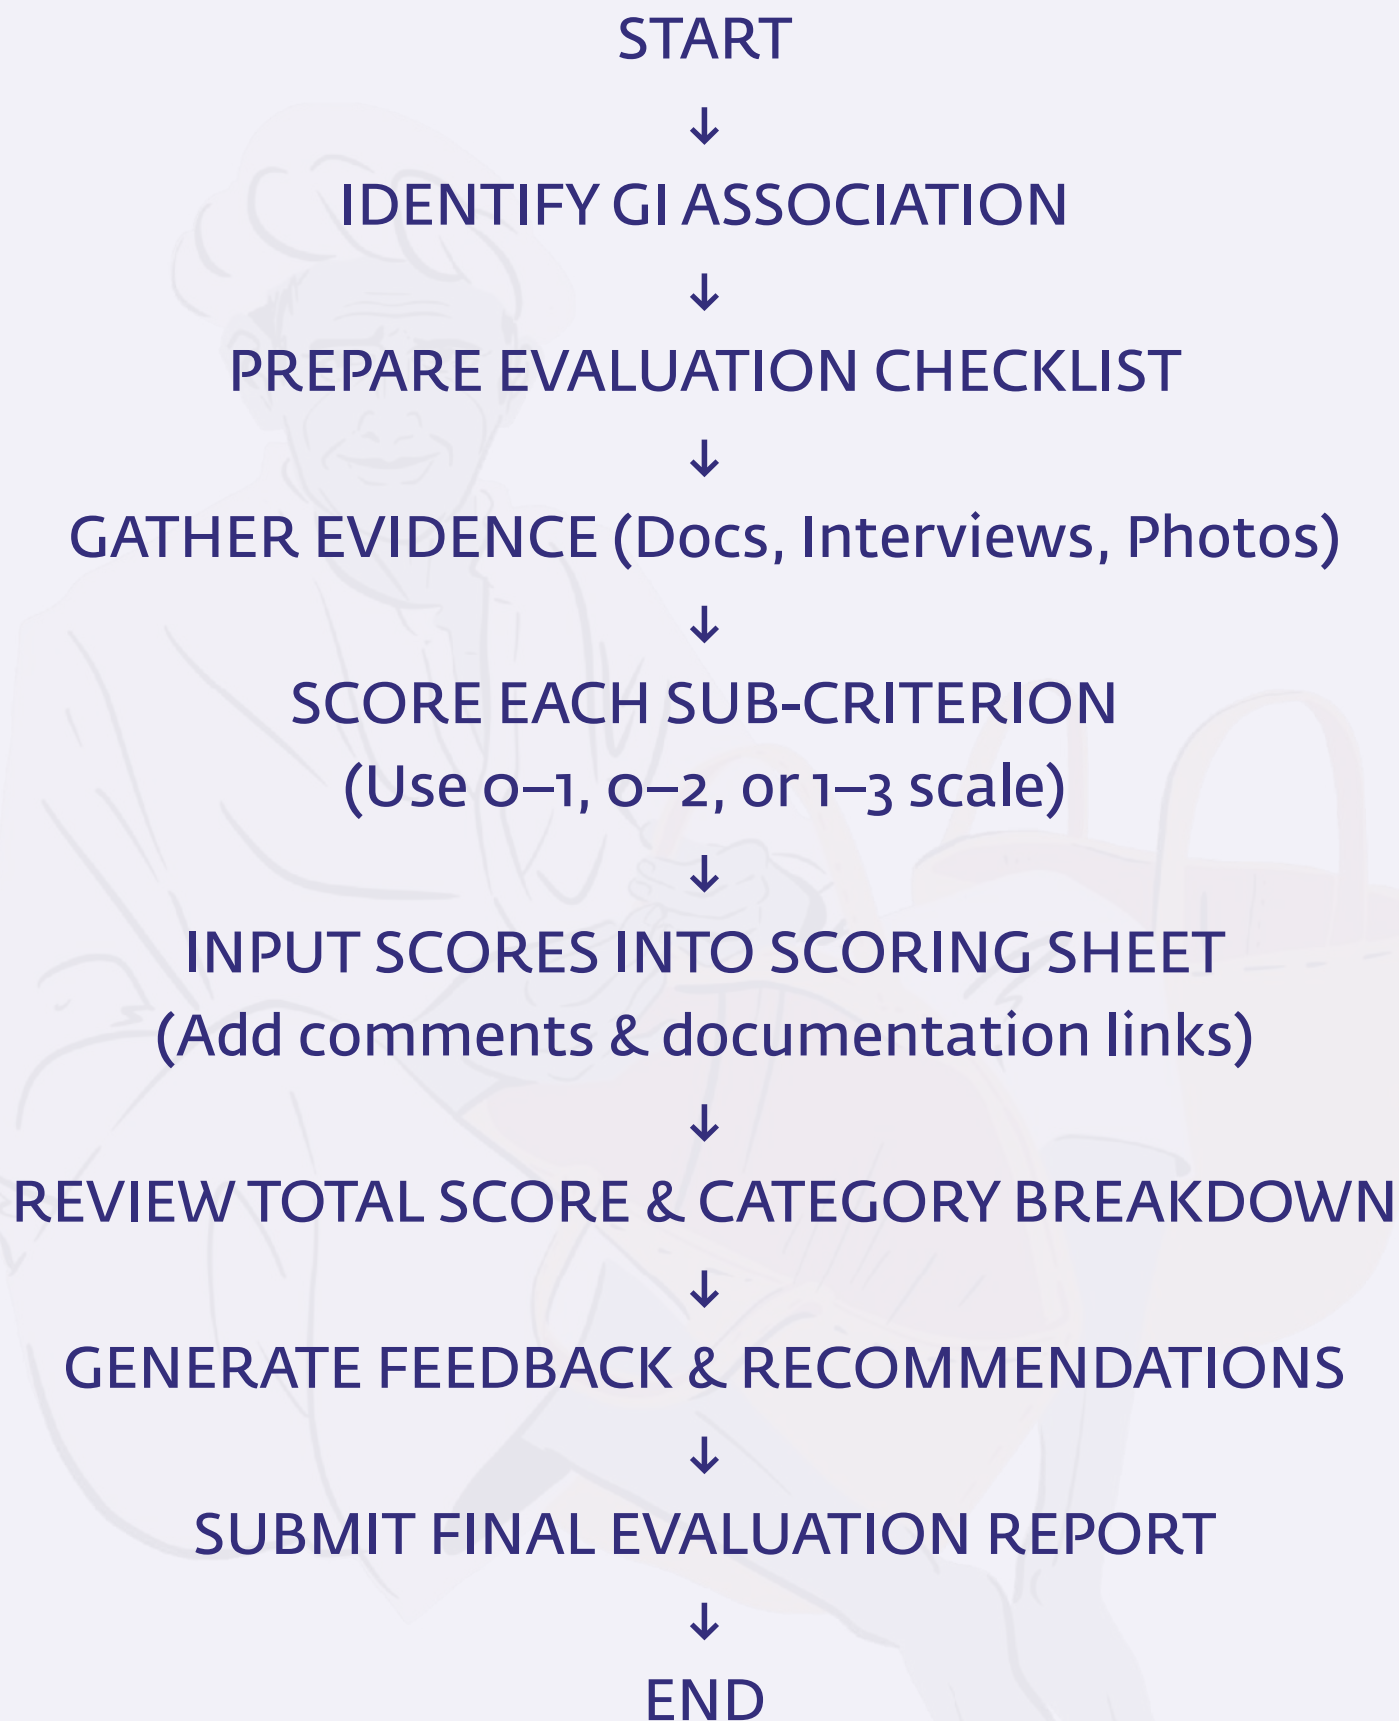 START
↓
IDENTIFY GI ASSOCIATION
↓
PREPARE EVALUATION CHECKLIST
↓
GATHER EVIDENCE (Docs, Interviews, Photos)
↓
SCORE EACH SUB-CRITERION
(Use 0–1, 0–2, or 1–3 scale)
↓
INPUT SCORES INTO SCORING SHEET
(Add comments & documentation links)
↓
REVIEW TOTAL SCORE & CATEGORY BREAKDOWN
↓
GENERATE FEEDBACK & RECOMMENDATIONS
↓
SUBMIT FINAL EVALUATION REPORT
↓
END